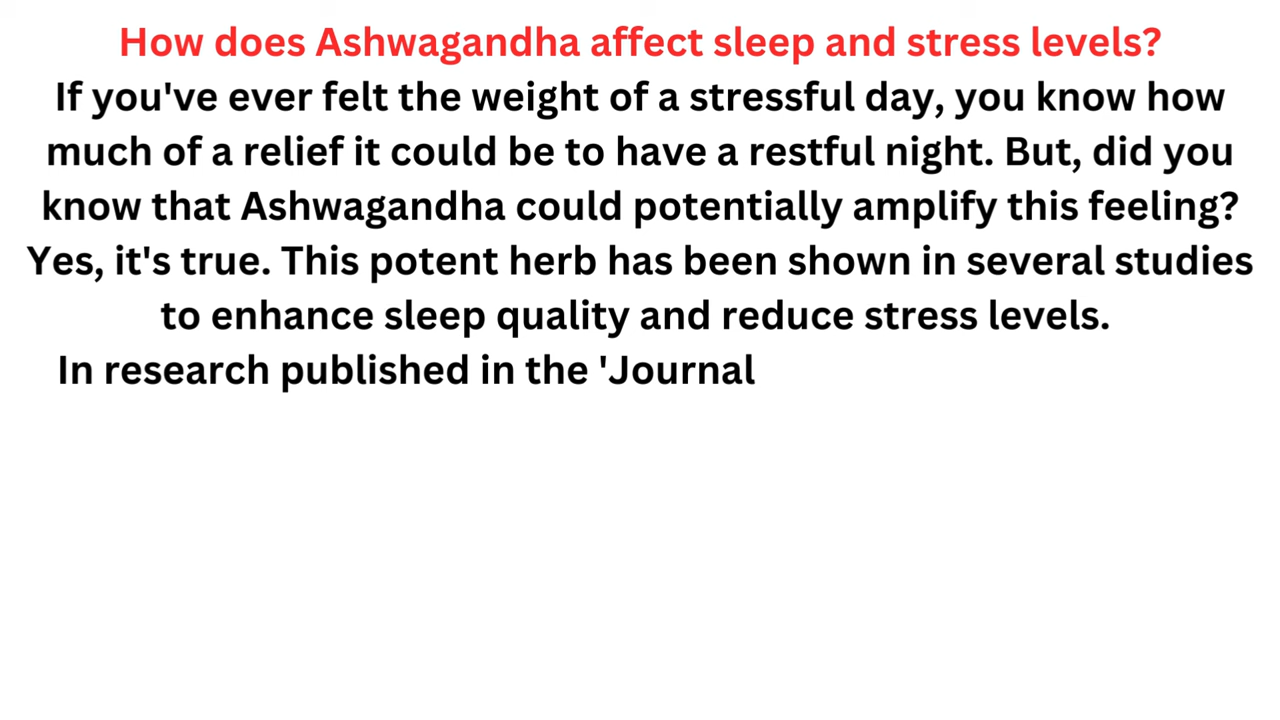 How does Ashwagandha affect sleep and stress levels?
If you've ever felt the weight of a stressful day, you know how
much of a relief it could be to have a restful night. But, did you
know that Ashwagandha could potentially amplify this feeling?
Yes, it's true. This potent herb has been shown in several studies
to enhance sleep quality and reduce stress levels.
In research published in the 'Journal